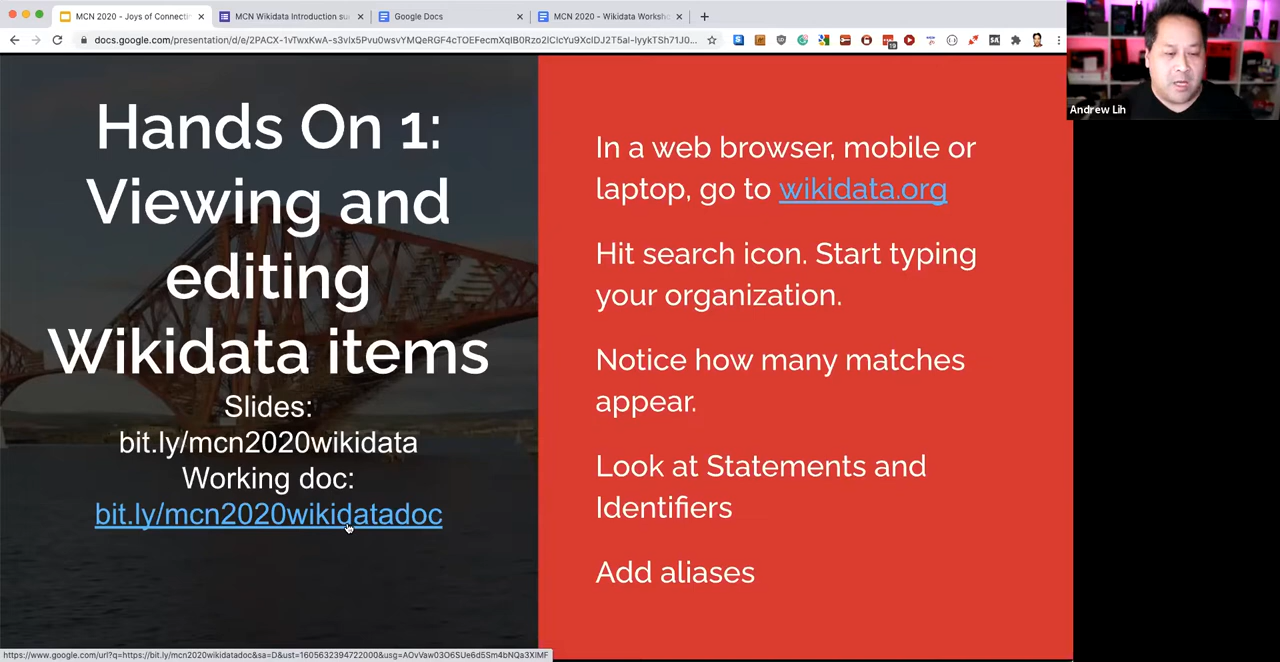 MCN 2020 - Joys of Connecti
MCN Wikidata Introduction su
Google Docs
MCN 2020 - Wikidata Worksho
Andrew Lih
Hands On 1:
Viewing and
editing
Wikidata items
Slides:
bit.ly/mcn2020wikidata
Working doc:
bit.ly/mcn2020wikidatadoc
In a web browser, mobile or
laptop, go to wikidata.org
Hit search icon. Start typing
your organization.
Notice how many matches
appear.
Look at Statements and
Identifiers
Add aliases